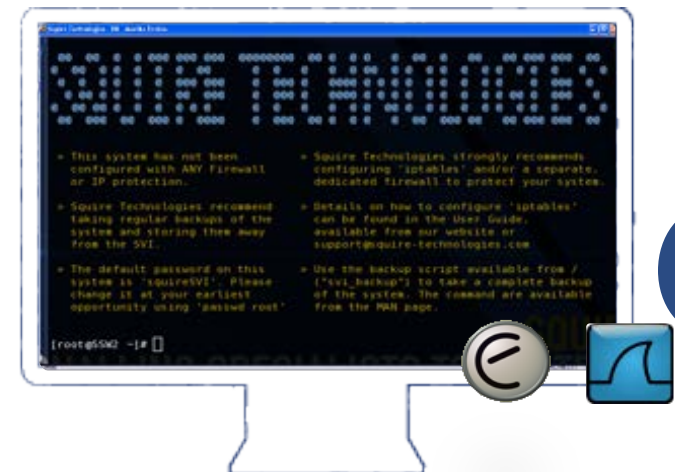 SQUIRE TECHNOLOGIES
» This system has not been
configured with ANY Firewall
or IP protection.
» Squire Technologies recommend
taking regular backups of the
system and storing them away
from the SVI.
» The default password on this
system is 'squireSVI'. Please
change it at your earliest
opportunity using 'passwd root'
» Squire Technologies strongly recommends
configuring 'iptables' and/or a separate,
dedicated firewall to protect your system.
» Details on how to configure 'iptables'
can be found in the User Guide,
available from our website or
support@squire-technologies.com
» Use the backup script available from /
("svi_backup") to take a complete backup
of the system. The command are available
from the MAN page.
[root@SSW2 ~]#